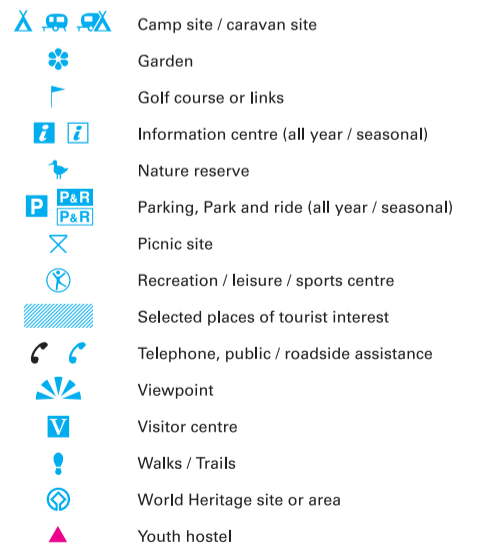 Camp site / caravan site
Garden
Golf course or links
i i Information centre (all year / seasonal)
Nature reserve
P P&R P&R Parking, Park and ride (all year / seasonal)
Picnic site
Recreation / leisure / sports centre
Selected places of tourist interest
Telephone, public / roadside assistance
Viewpoint
V Visitor centre
Walks / Trails
World Heritage site or area
Youth hostel